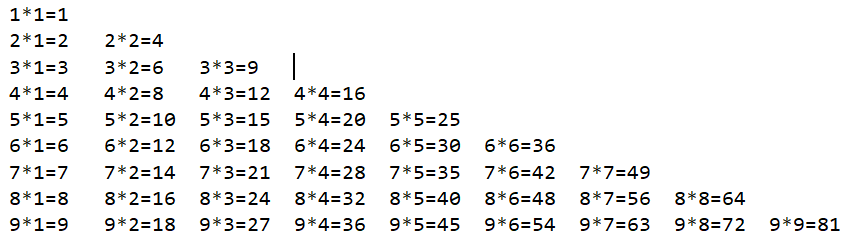 1*1=1
2*1=2 2*2=4
3*1=3 3*2=6 3*3=9
4*1=4 4*2=8 4*3=12 4*4=16
5*1=5 5*2=10 5*3=15 5*4=20 5*5=25
6*1=6 6*2=12 6*3=18 6*4=24 6*5=30 6*6=36
7*1=7 7*2=14 7*3=21 7*4=28 7*5=35 7*6=42 7*7=49
8*1=8 8*2=16 8*3=24 8*4=32 8*5=40 8*6=48 8*7=56 8*8=64
9*1=9 9*2=18 9*3=27 9*4=36 9*5=45 9*6=54 9*7=63 9*8=72 9*9=81